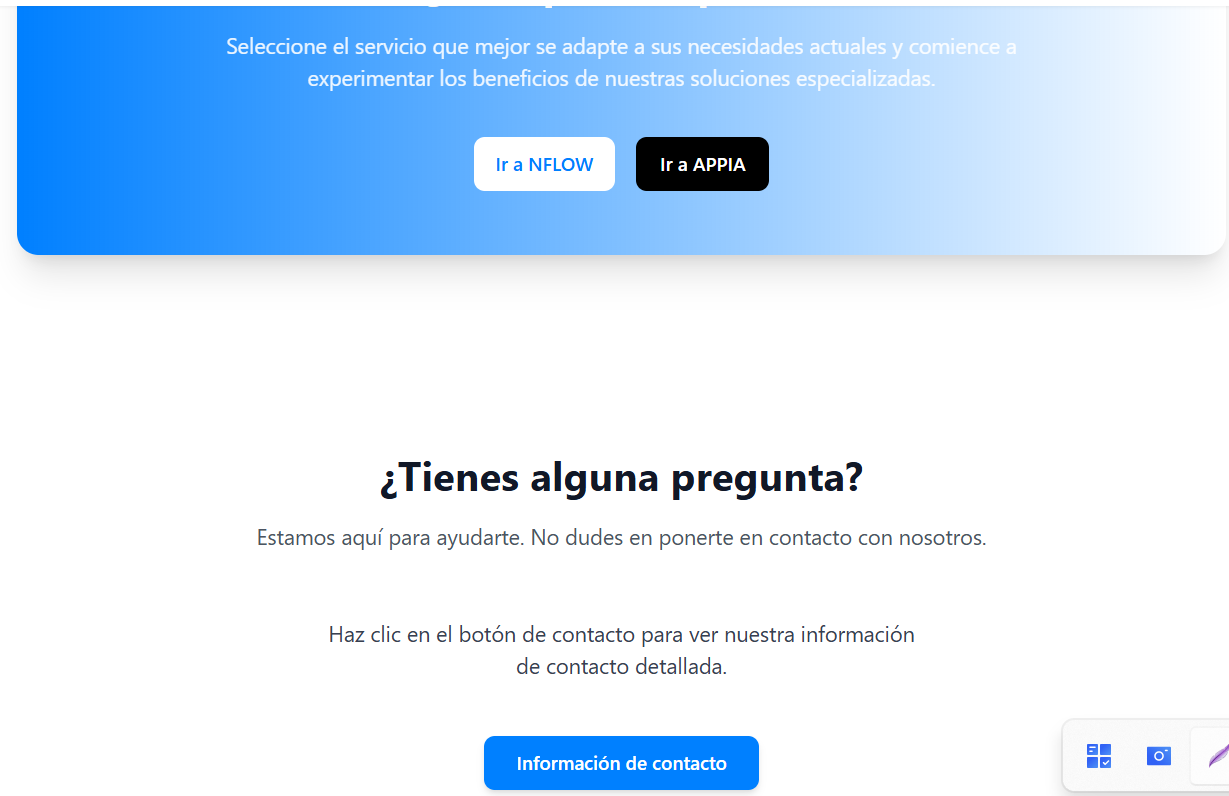 Seleccione el servicio que mejor se adapte a sus necesidades actuales y comience a
experimentar los beneficios de nuestras soluciones especializadas.
Ir a NFLOW
Ir a APPIA
¿Tienes alguna pregunta?
Estamos aquí para ayudarte. No dudes en ponerte en contacto con nosotros.
Haz clic en el botón de contacto para ver nuestra información
de contacto detallada.
Información de contacto